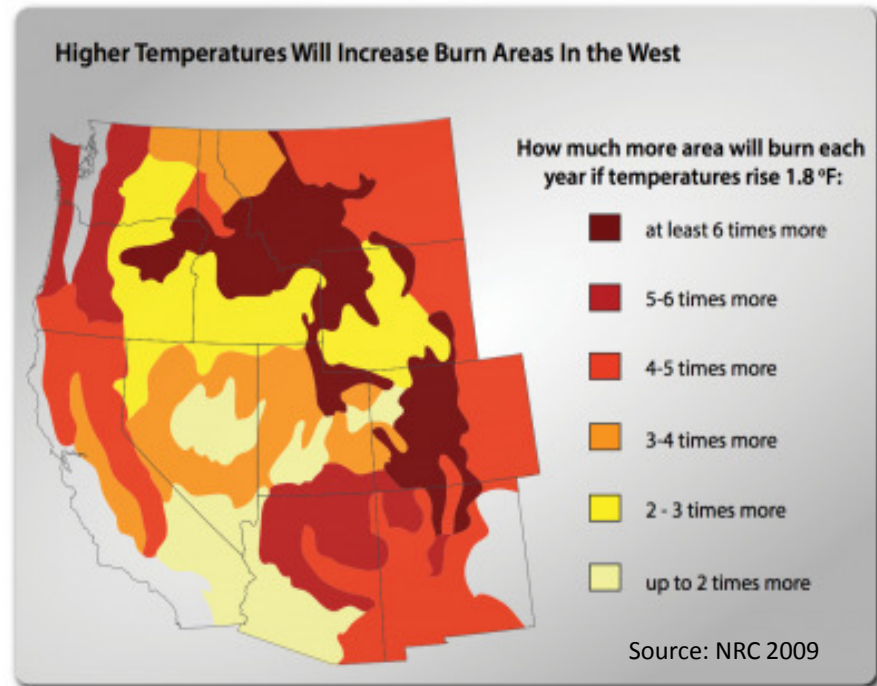 Higher Temperatures Will Increase Burn Areas In the West
How much more area will burn each
year if temperatures rise 1.8 ºF:
at least 6 times more
5-6 times more
4-5 times more
3-4 times more
2 - 3 times more
up to 2 times more
Source: NRC 2009